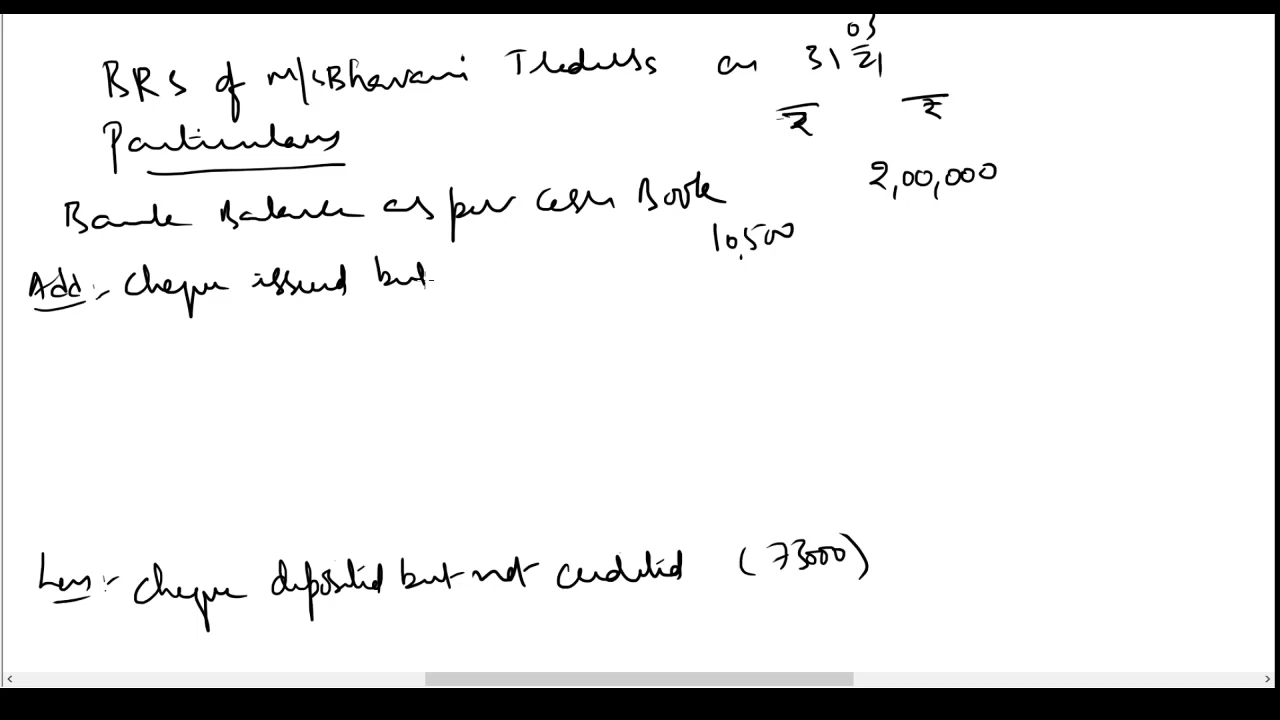 BRS of M/s Bhavani Traders on 31 03 21
₹ ₹
Particulars
2,00,000
Bank Balance as per cash Book
10,500
Add:- Cheque issued but
Less:- Cheque deposited but not credited (73000)